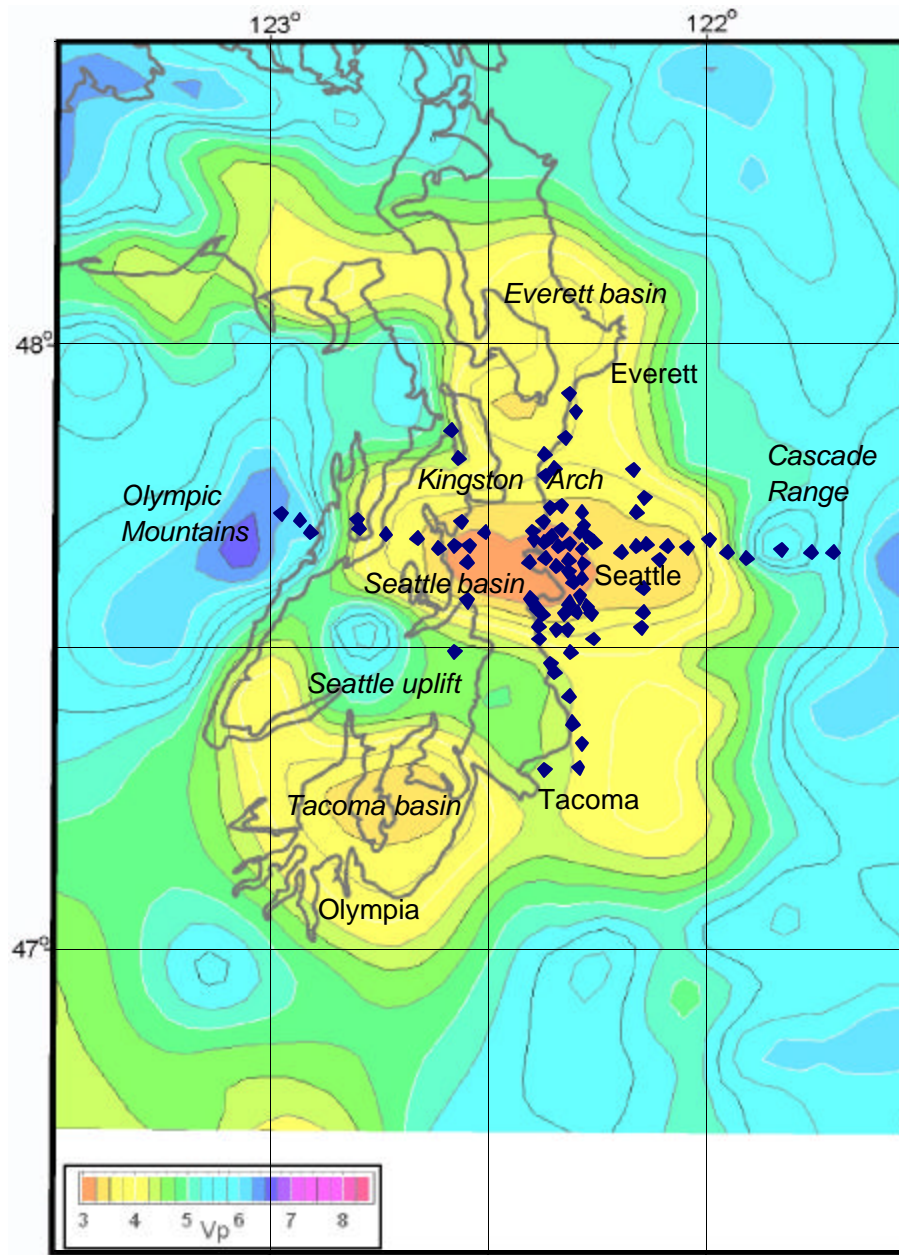 123°
122°
Everett basin
48°
Everett
Kingston Arch
Cascade
Range
Olympic
Mountains
Seattle basin
Seattle
Seattle uplift
Tacoma basin
Tacoma
Olympia
47°
3 4 5 6 7 8
Vp